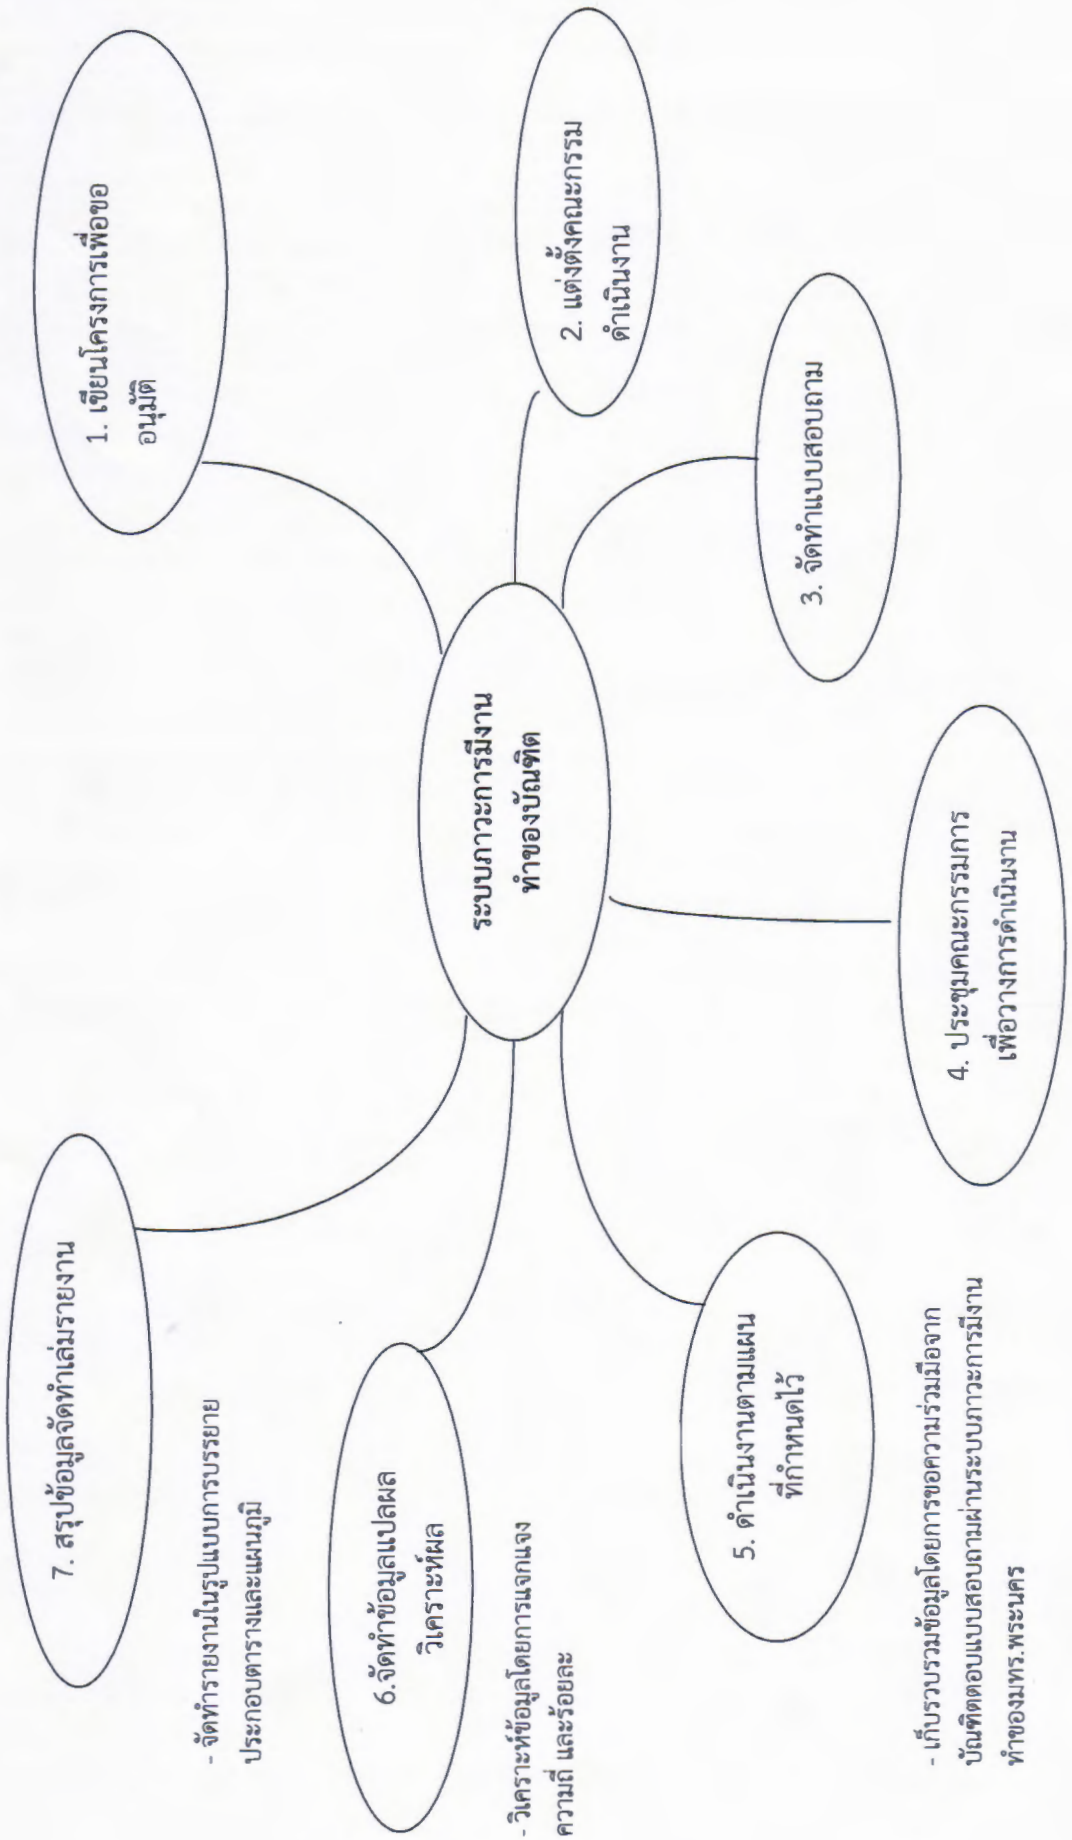 ระบบภาวะการมีงาน
ทำของบัณฑิต
1. เขียนโครงการเพื่อขอ
อนุมัติ
2. แต่งตั้งคณะกรรม
ดำเนินงาน
3. จัดทำแบบสอบถาม
4. ประชุมคณะกรรมการ
เพื่อวางการดำเนินงาน
5. ดำเนินงานตามแผน
ที่กำหนดไว้
- เก็บรวบรวมข้อมูลโดยการขอความร่วมมือจาก
บัณฑิตตอบแบบสอบถามผ่านระบบภาวะการมีงาน
ทำของมทร.พระนคร
6.จัดทำข้อมูลแปลผล
วิเคราะห์ผล
- วิเคราะห์ข้อมูลโดยการแจกแจง
ความถี่ และร้อยละ
7. สรุปข้อมูลจัดทำเล่มรายงาน
- จัดทำรายงานในรูปแบบการบรรยาย
ประกอบตารางและแผนภูมิ